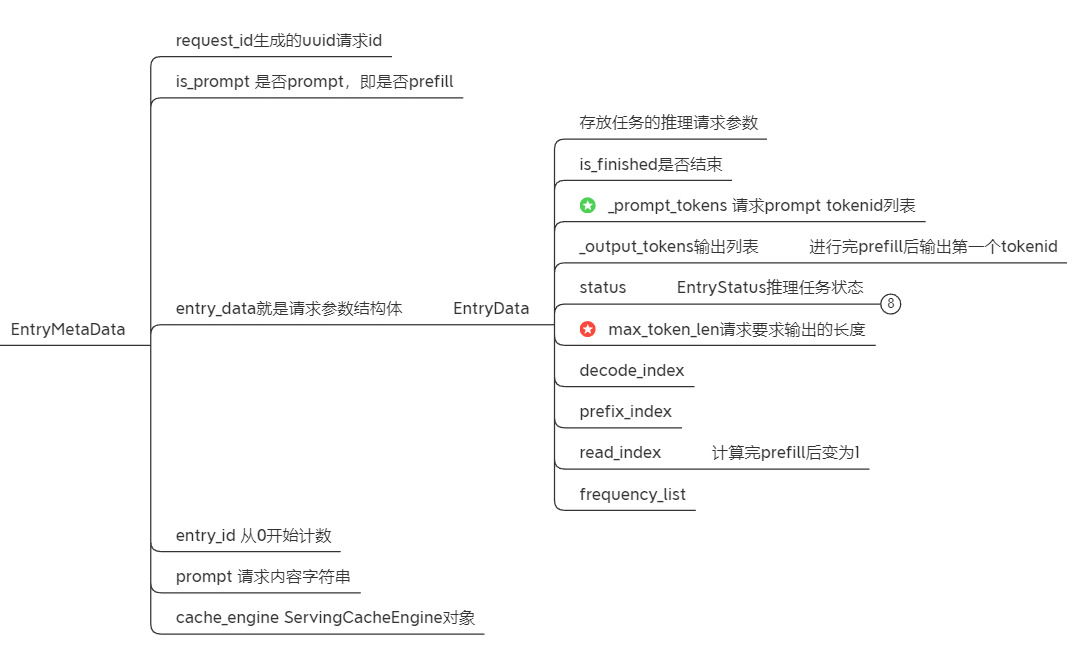 request_id生成的uuid请求id
is_prompt 是否prompt，即是否prefill
存放任务的推理请求参数
is_finished是否结束
_prompt_tokens 请求prompt tokenid列表
_output_tokens输出列表 进行完prefill后输出第一个tokenid
status EntryStatus推理任务状态 8
entry_data就是请求参数结构体 EntryData
EntryMetaData
max_token_len请求要求输出的长度
decode_index
prefix_index
read_index 计算完prefill后变为1
frequency_list
entry_id 从0开始计数
prompt 请求内容字符串
cache_engine ServingCacheEngine对象